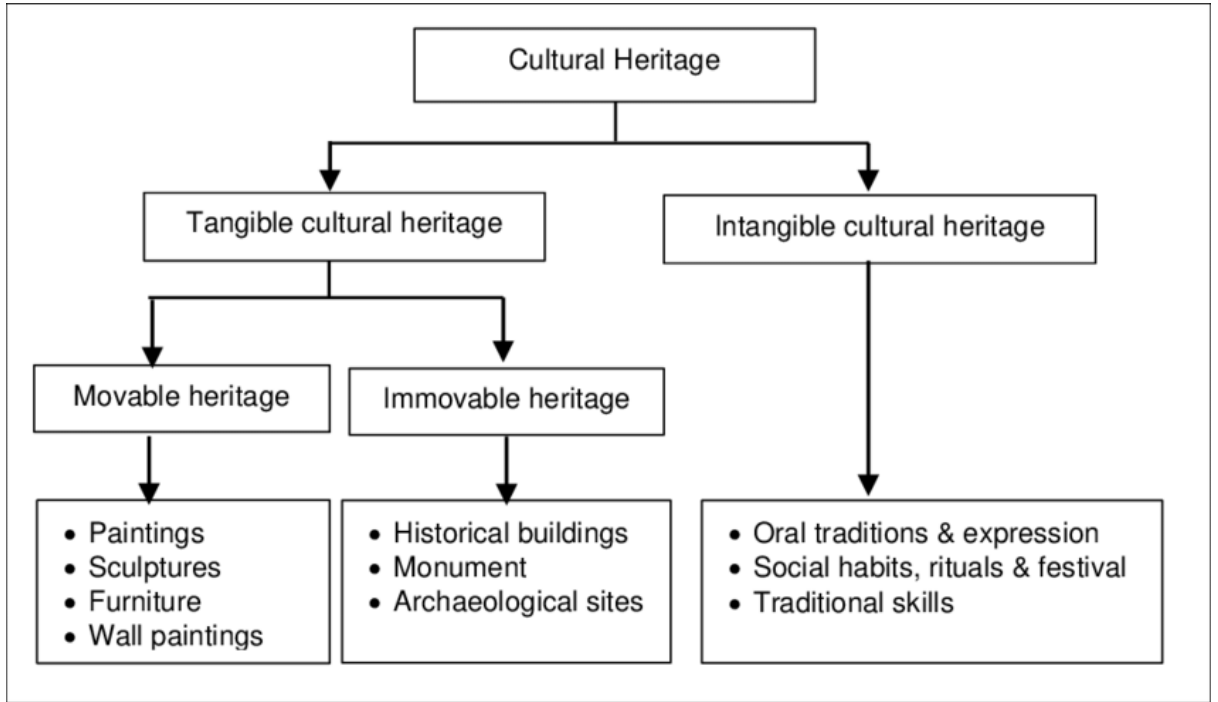 Cultural Heritage
Tangible cultural heritage
Intangible cultural heritage
Movable heritage
Immovable heritage
• Paintings
• Sculptures
• Furniture
• Wall paintings
• Historical buildings
• Monument
• Archaeological sites
• Oral traditions & expression
• Social habits, rituals & festival
• Traditional skills